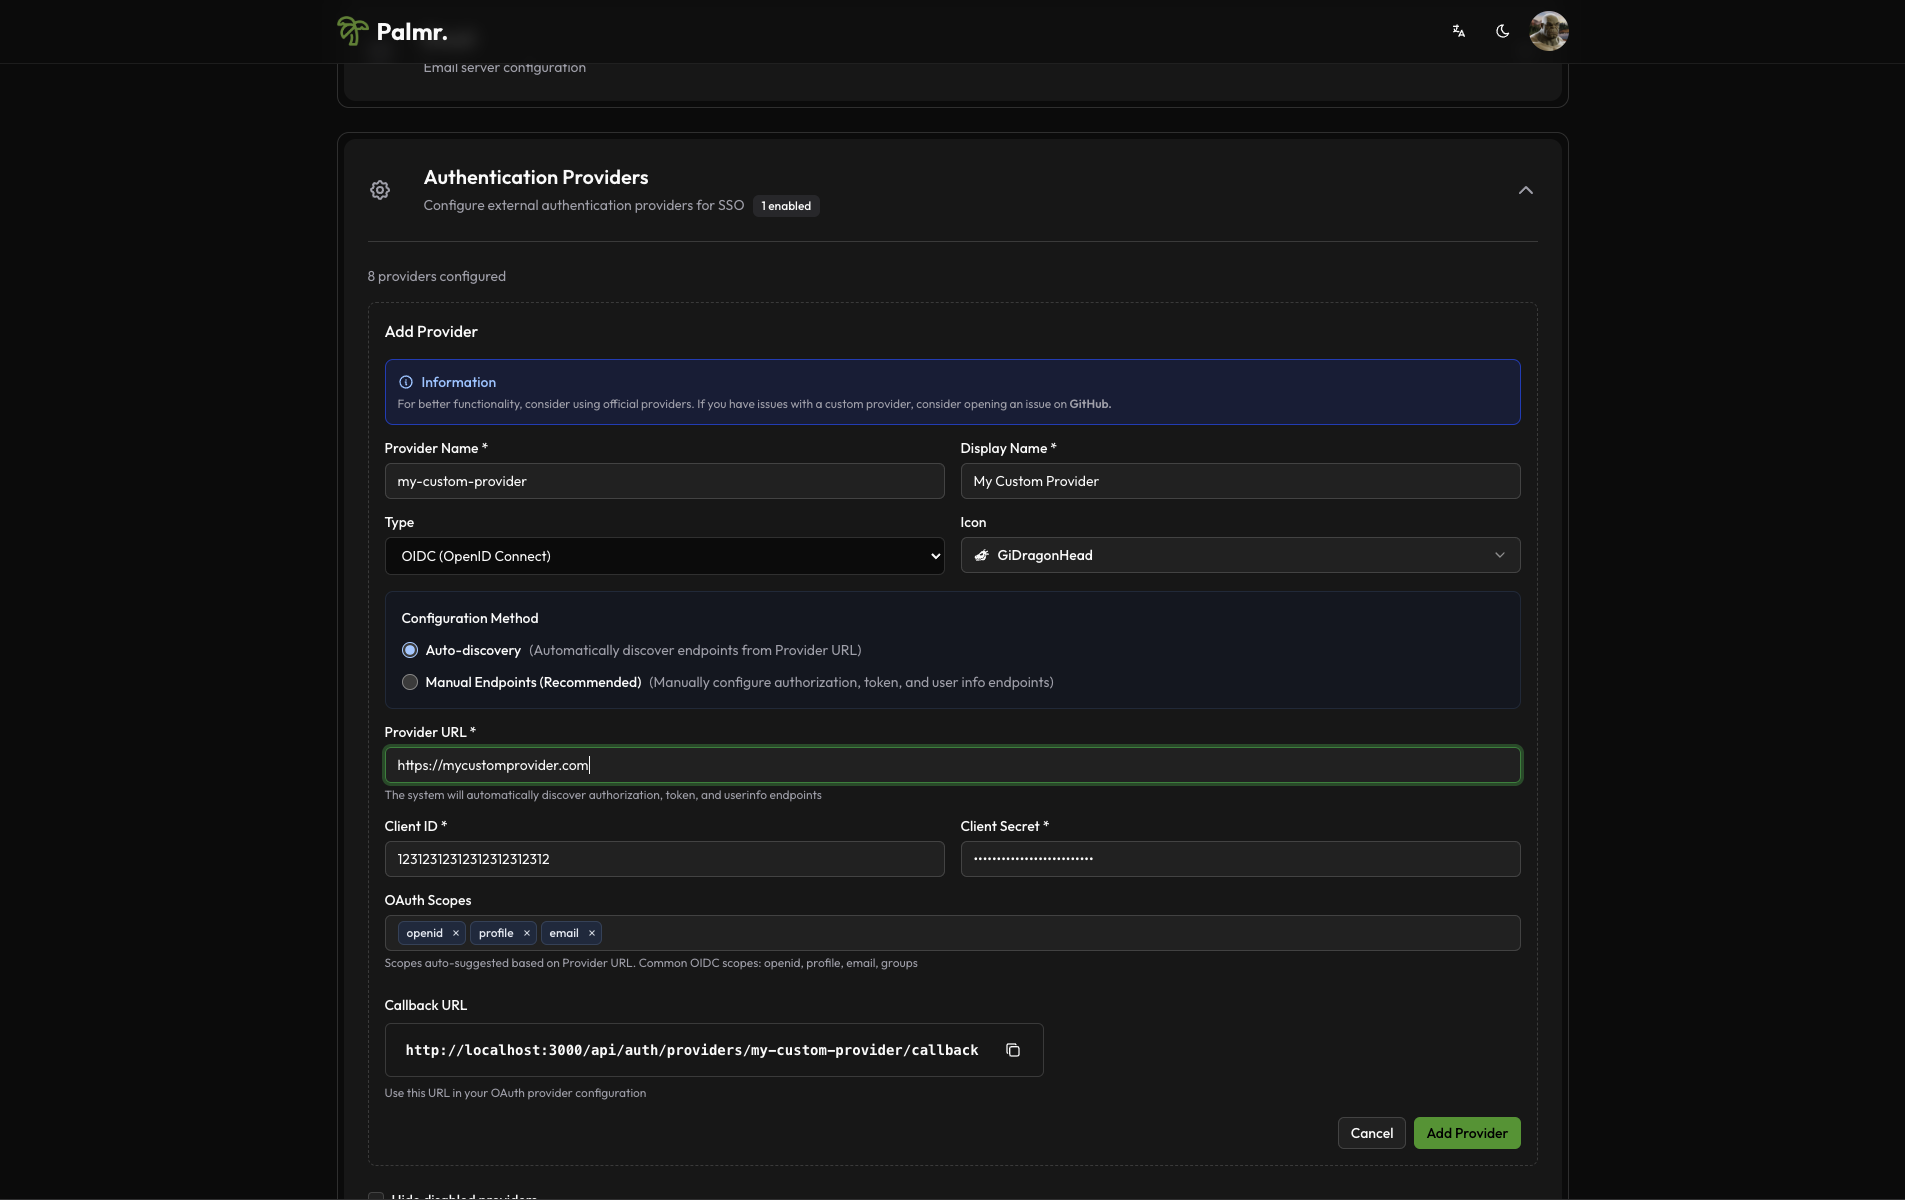 Palmr.
Email server configuration
Authentication Providers
Configure external authentication providers for SSO 1 enabled
8 providers configured
Add Provider
Information
For better functionality, consider using official providers. If you have issues with a custom provider, consider opening an issue on GitHub.
Provider Name * Display Name *
my-custom-provider My Custom Provider
Type Icon
OIDC (OpenID Connect) GiDragonHead
Configuration Method
Auto-discovery (Automatically discover endpoints from Provider URL)
Manual Endpoints (Recommended) (Manually configure authorization, token, and user info endpoints)
Provider URL *
https://mycustomprovider.com
The system will automatically discover authorization, token, and userinfo endpoints
Client ID * Client Secret *
12312312312312312312312 ••••••••••••••••••••••••••
OAuth Scopes
openid × profile × email ×
Scopes auto-suggested based on Provider URL. Common OIDC scopes: openid, profile, email, groups
Callback URL
http://localhost:3000/api/auth/providers/my-custom-provider/callback
Use this URL in your OAuth provider configuration
Cancel Add Provider
Hide disabled providers